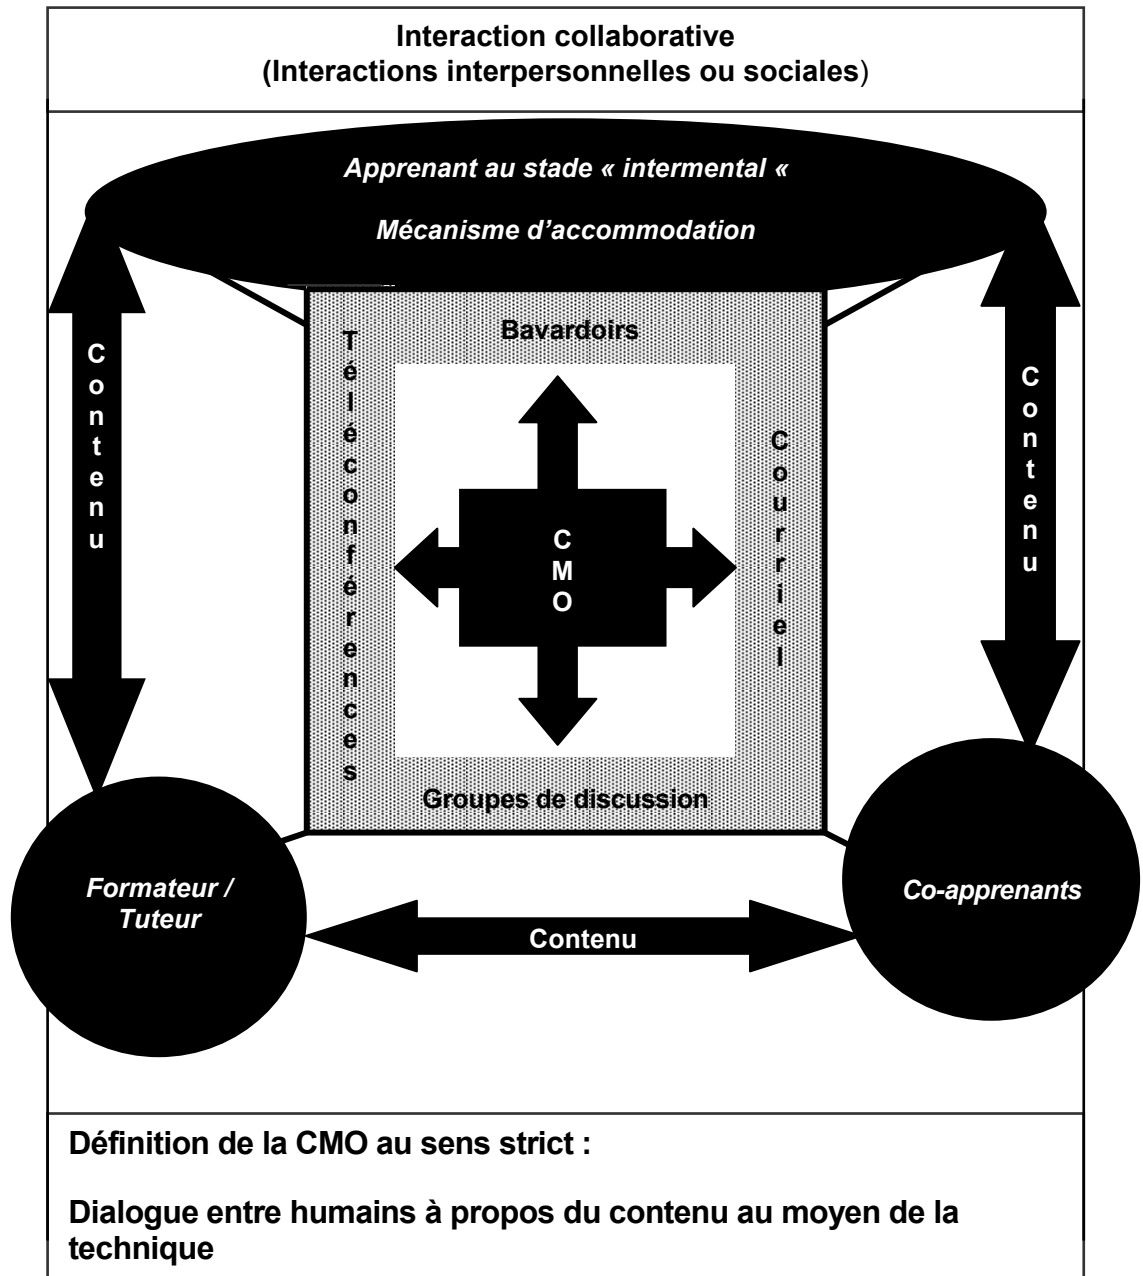 Interaction collaborative
(Interactions interpersonnelles ou sociales)
Apprenant au stade « intermental «
Mécanisme d’accommodation
Bavardoirs
Téléconférences
Courriel
Contenu
Contenu
CMO
Groupes de discussion
Formateur /
Tuteur
Co-apprenants
Contenu
Définition de la CMO au sens strict :
Dialogue entre humains à propos du contenu au moyen de la
technique